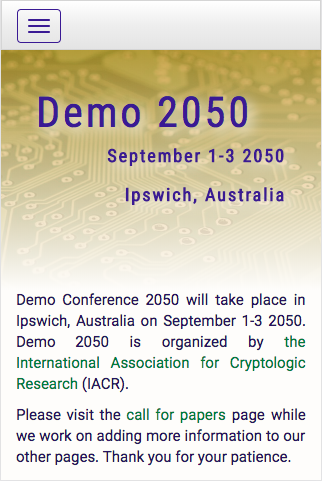 Demo 2050
September 1-3 2050
Ipswich, Australia
Demo Conference 2050 will take place in
Ipswich, Australia on September 1-3 2050.
Demo 2050 is organized by the
International Association for Cryptologic
Research (IACR).
Please visit the call for papers page while
we work on adding more information to our
other pages. Thank you for your patience.